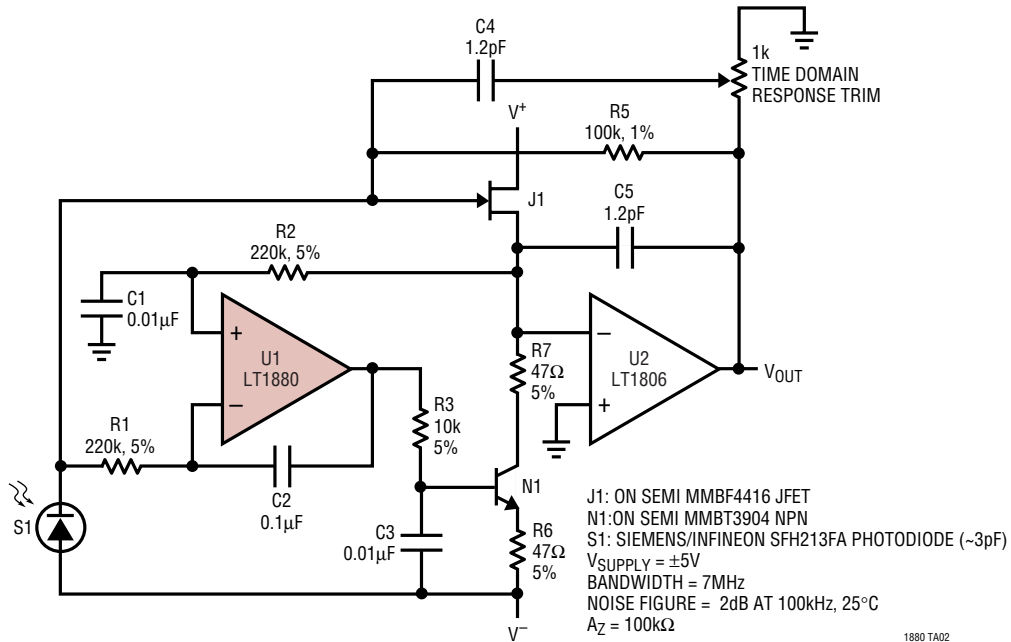 C4
1.2pF
1k
TIME DOMAIN
RESPONSE TRIM
V+
R5
100k, 1%
J1
C5
1.2pF
R2
220k, 5%
C1
0.01µF
+
U1
LT1880
–
R7
47Ω
5%
–
U2
LT1806
+
VOUT
R1
220k, 5%
R3
10k
5%
C2
0.1µF
N1
S1
C3
0.01µF
R6
47Ω
5%
V–
J1: ON SEMI MMBF4416 JFET
N1:ON SEMI MMBT3904 NPN
S1: SIEMENS/INFINEON SFH213FA PHOTODIODE (~3pF)
VSUPPLY = ±5V
BANDWIDTH = 7MHz
NOISE FIGURE = 2dB AT 100kHz, 25°C
AZ = 100kΩ
1880 TA02